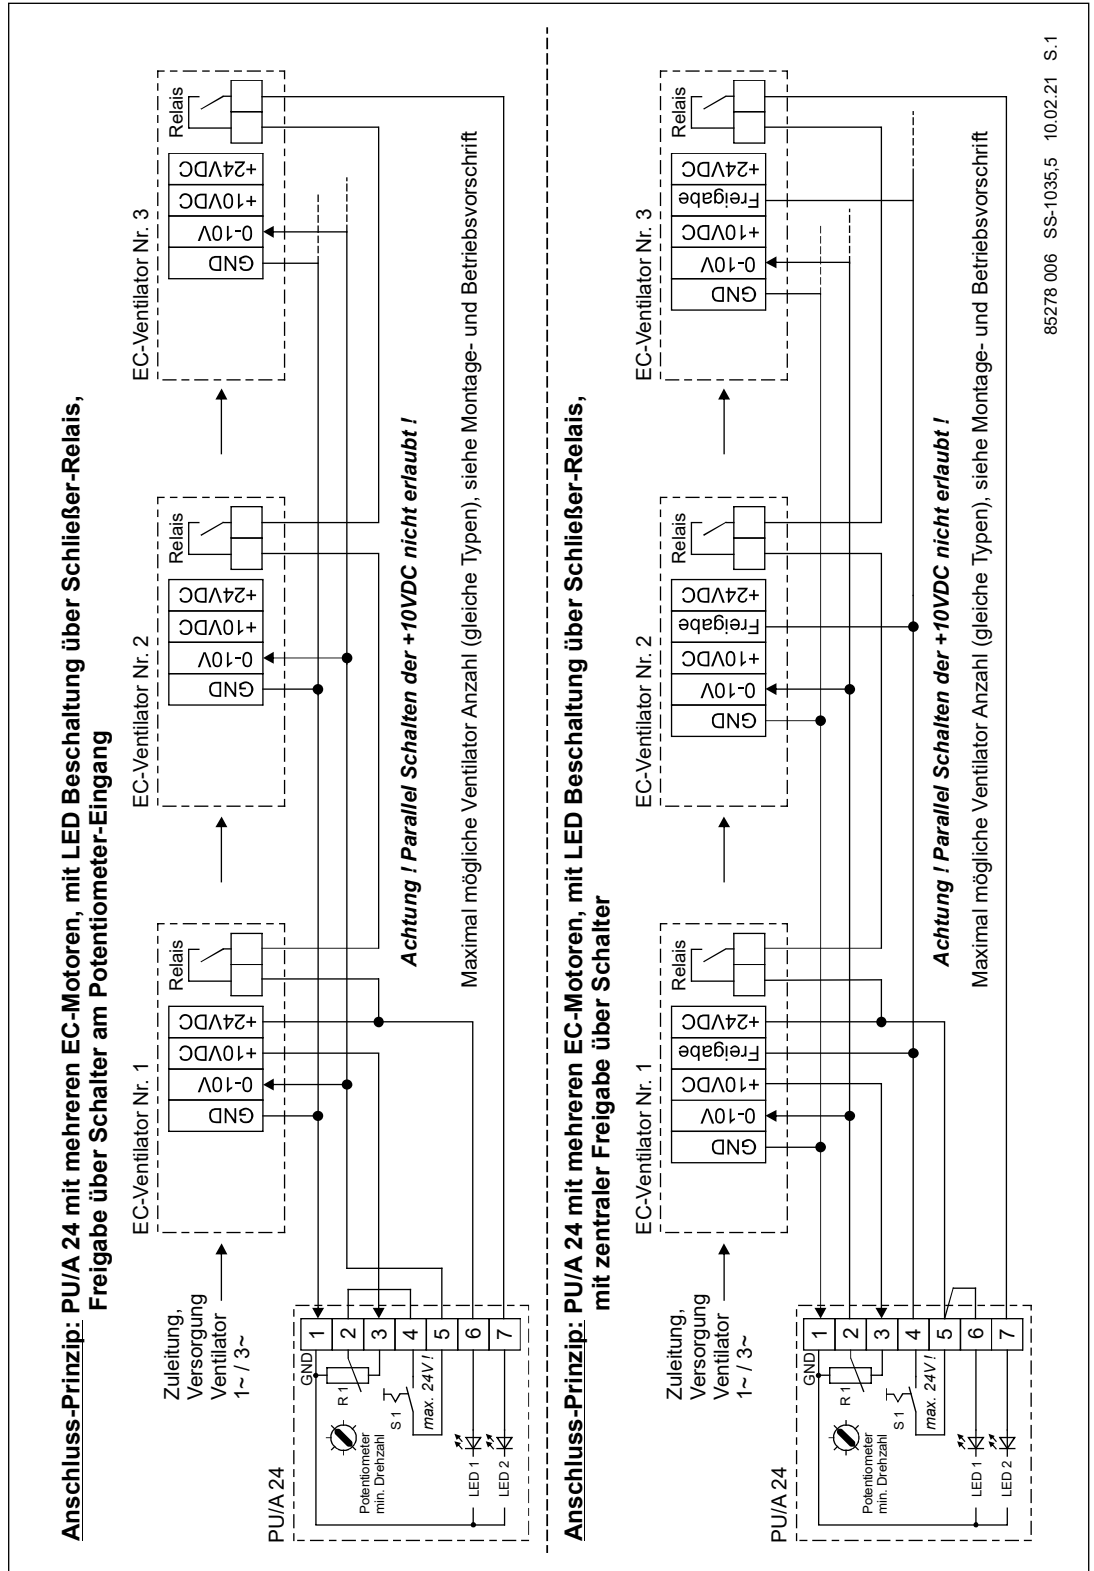 Anschluss-Prinzip: PU/A 24 mit mehreren EC-Motoren, mit LED Beschaltung über Schließer-Relais,
Freigabe über Schalter am Potentiometer-Eingang
Zuleitung,
Versorgung
Ventilator
1~ / 3~
EC-Ventilator Nr. 1
GND
0-10V
+10VDC
+24VDC
Relais
EC-Ventilator Nr. 2
GND
0-10V
+10VDC
+24VDC
Relais
EC-Ventilator Nr. 3
GND
0-10V
+10VDC
+24VDC
Relais
PU/A 24
Potentiometer
min. Drehzahl
GND
R 1
S 1
max. 24V !
LED 1
LED 2
1
2
3
4
5
6
7
Achtung ! Parallel Schalten der +10VDC nicht erlaubt !
Maximal mögliche Ventilator Anzahl (gleiche Typen), siehe Montage- und Betriebsvorschrift
Anschluss-Prinzip: PU/A 24 mit mehreren EC-Motoren, mit LED Beschaltung über Schließer-Relais,
mit zentraler Freigabe über Schalter
Zuleitung,
Versorgung
Ventilator
1~ / 3~
EC-Ventilator Nr. 1
GND
0-10V
+10VDC
Freigabe
+24VDC
Relais
EC-Ventilator Nr. 2
GND
0-10V
+10VDC
Freigabe
+24VDC
Relais
EC-Ventilator Nr. 3
GND
0-10V
+10VDC
Freigabe
+24VDC
Relais
PU/A 24
Potentiometer
min. Drehzahl
GND
R 1
S 1
max. 24V !
LED 1
LED 2
1
2
3
4
5
6
7
Achtung ! Parallel Schalten der +10VDC nicht erlaubt !
Maximal mögliche Ventilator Anzahl (gleiche Typen), siehe Montage- und Betriebsvorschrift
85278 006 SS-1035,5 10.02.21 S.1